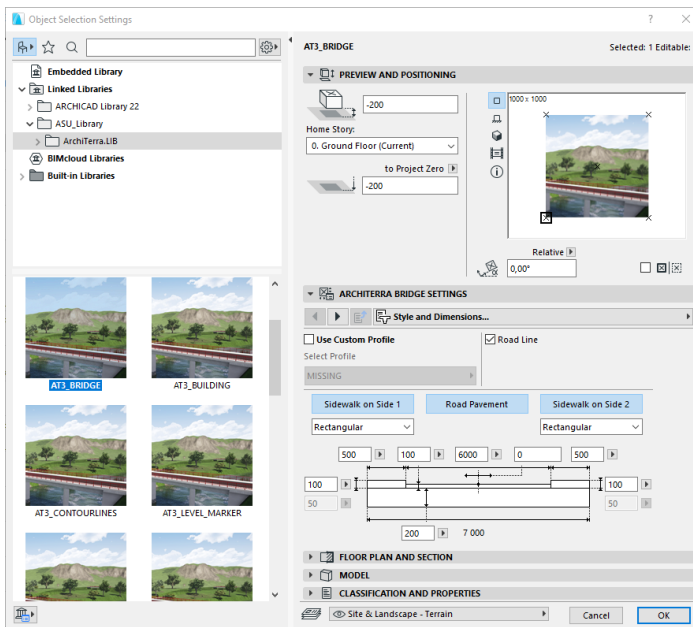 Object Selection Settings
? X
AT3_BRIDGE
Selected: 1 Editable:
Embedded Library
Linked Libraries
ARCHICAD Library 22
ASU_Library
ArchiTerra.LIB
BIMcloud Libraries
Built-in Libraries
AT3_BRIDGE
AT3_BUILDING
AT3_CONTOURLINES
AT3_LEVEL_MARKER
PREVIEW AND POSITIONING
-200
Home Story:
0. Ground Floor (Current)
to Project Zero
-200
1000 x 1000
Relative
0,00°
ARCHITERRA BRIDGE SETTINGS
Style and Dimensions...
Use Custom Profile
Road Line
Select Profile
MISSING
Sidewalk on Side 1
Road Pavement
Sidewalk on Side 2
Rectangular
Rectangular
500
100
6000
0
500
100
100
50
50
200
7 000
FLOOR PLAN AND SECTION
MODEL
CLASSIFICATION AND PROPERTIES
Site & Landscape - Terrain
Cancel
OK